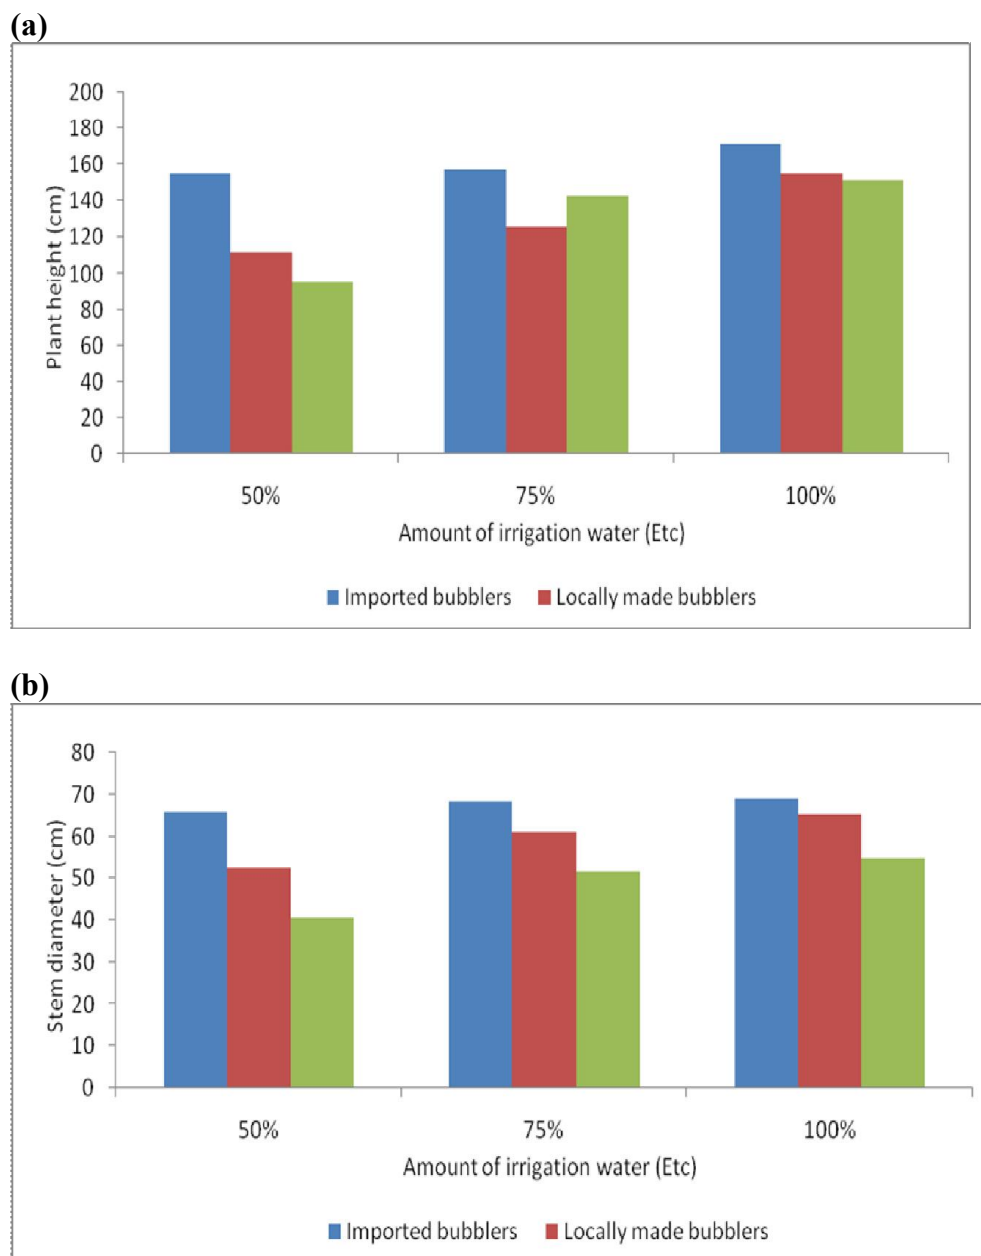 (a)
200
180
160
140
120
100
80
60
40
20
0
Plant height (cm)
50% 75% 100%
Amount of irrigation water (Etc)
Imported bubblers Locally made bubblers
(b)
80
70
60
50
40
30
20
10
0
Stem diameter (cm)
50% 75% 100%
Amount of irrigation water (Etc)
Imported bubblers Locally made bubblers